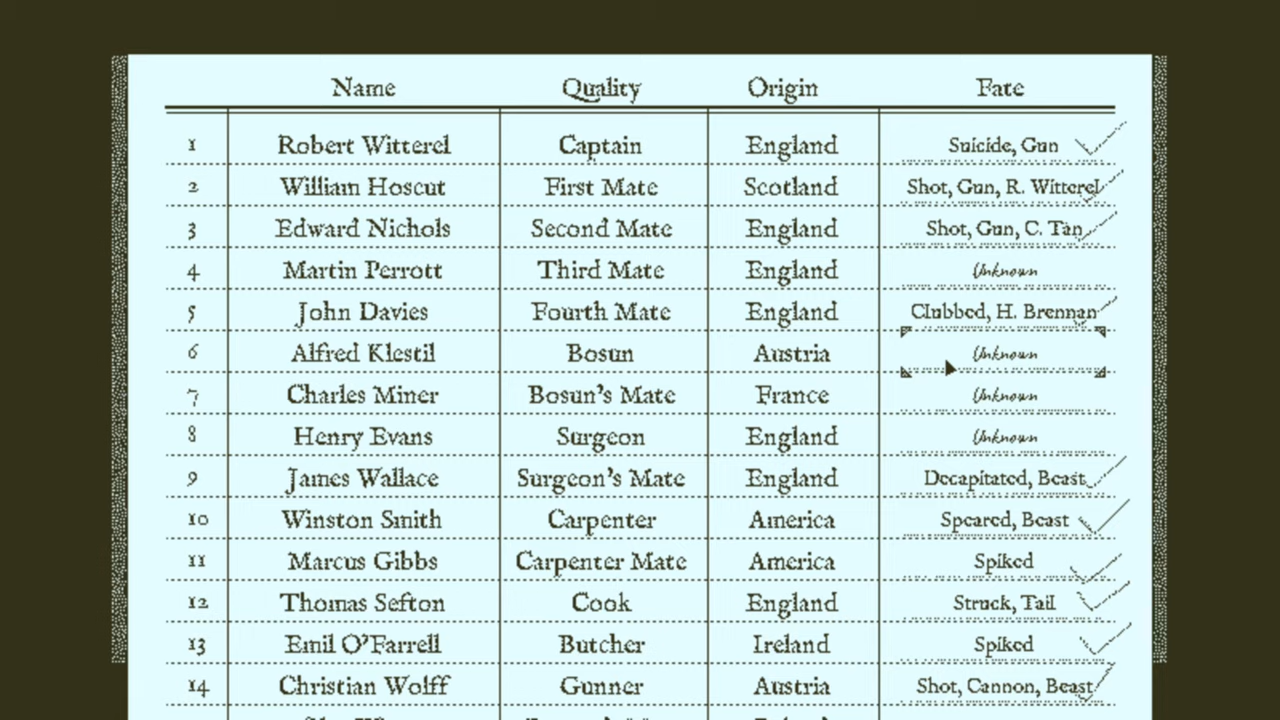 Name Quality Origin Fate
1 Robert Witterel Captain England Suicide, Gun
2 William Hoscut First Mate Scotland Shot, Gun, R. Witterel
3 Edward Nichols Second Mate England Shot, Gun, C. Tan
4 Martin Perrott Third Mate England Unknown
5 John Davies Fourth Mate England Clubbed, H. Brennan
6 Alfred Klestil Bosun Austria Unknown
7 Charles Miner Bosun's Mate France Unknown
8 Henry Evans Surgeon England Unknown
9 James Wallace Surgeon's Mate England Decapitated, Beast
10 Winston Smith Carpenter America Speared, Beast
11 Marcus Gibbs Carpenter Mate America Spiked
12 Thomas Sefton Cook England Struck, Tail
13 Emil O'Farrell Butcher Ireland Spiked
14 Christian Wolff Gunner Austria Shot, Cannon, Beast